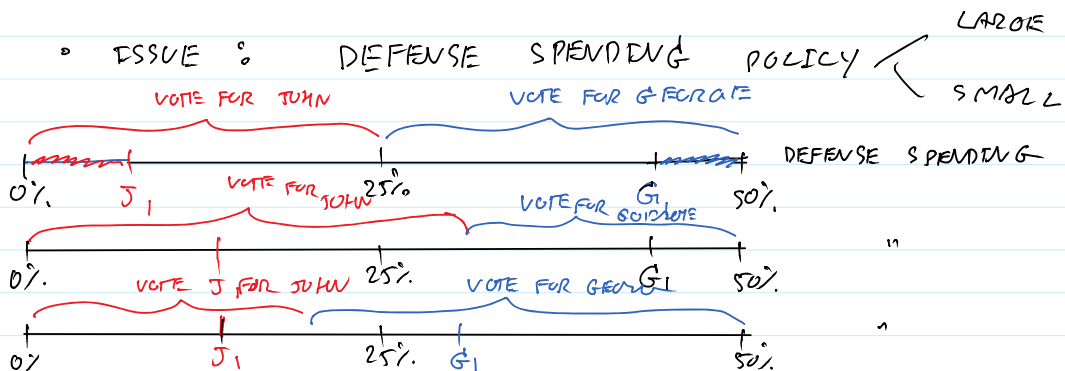 • ISSUE : DEFENSE SPENDING POLICY LARGE
SMALL
VOTE FOR JOHN VOTE FOR GEORGE
DEFENSE SPENDING
0%. J1 25%. G1 50%.
VOTE FOR JOHN VOTE FOR GEORGE
"
0%. J1 25%. G1 50%.
VOTE FOR JOHN VOTE FOR GEORGE
"
0% J1 25%. G1 50%.